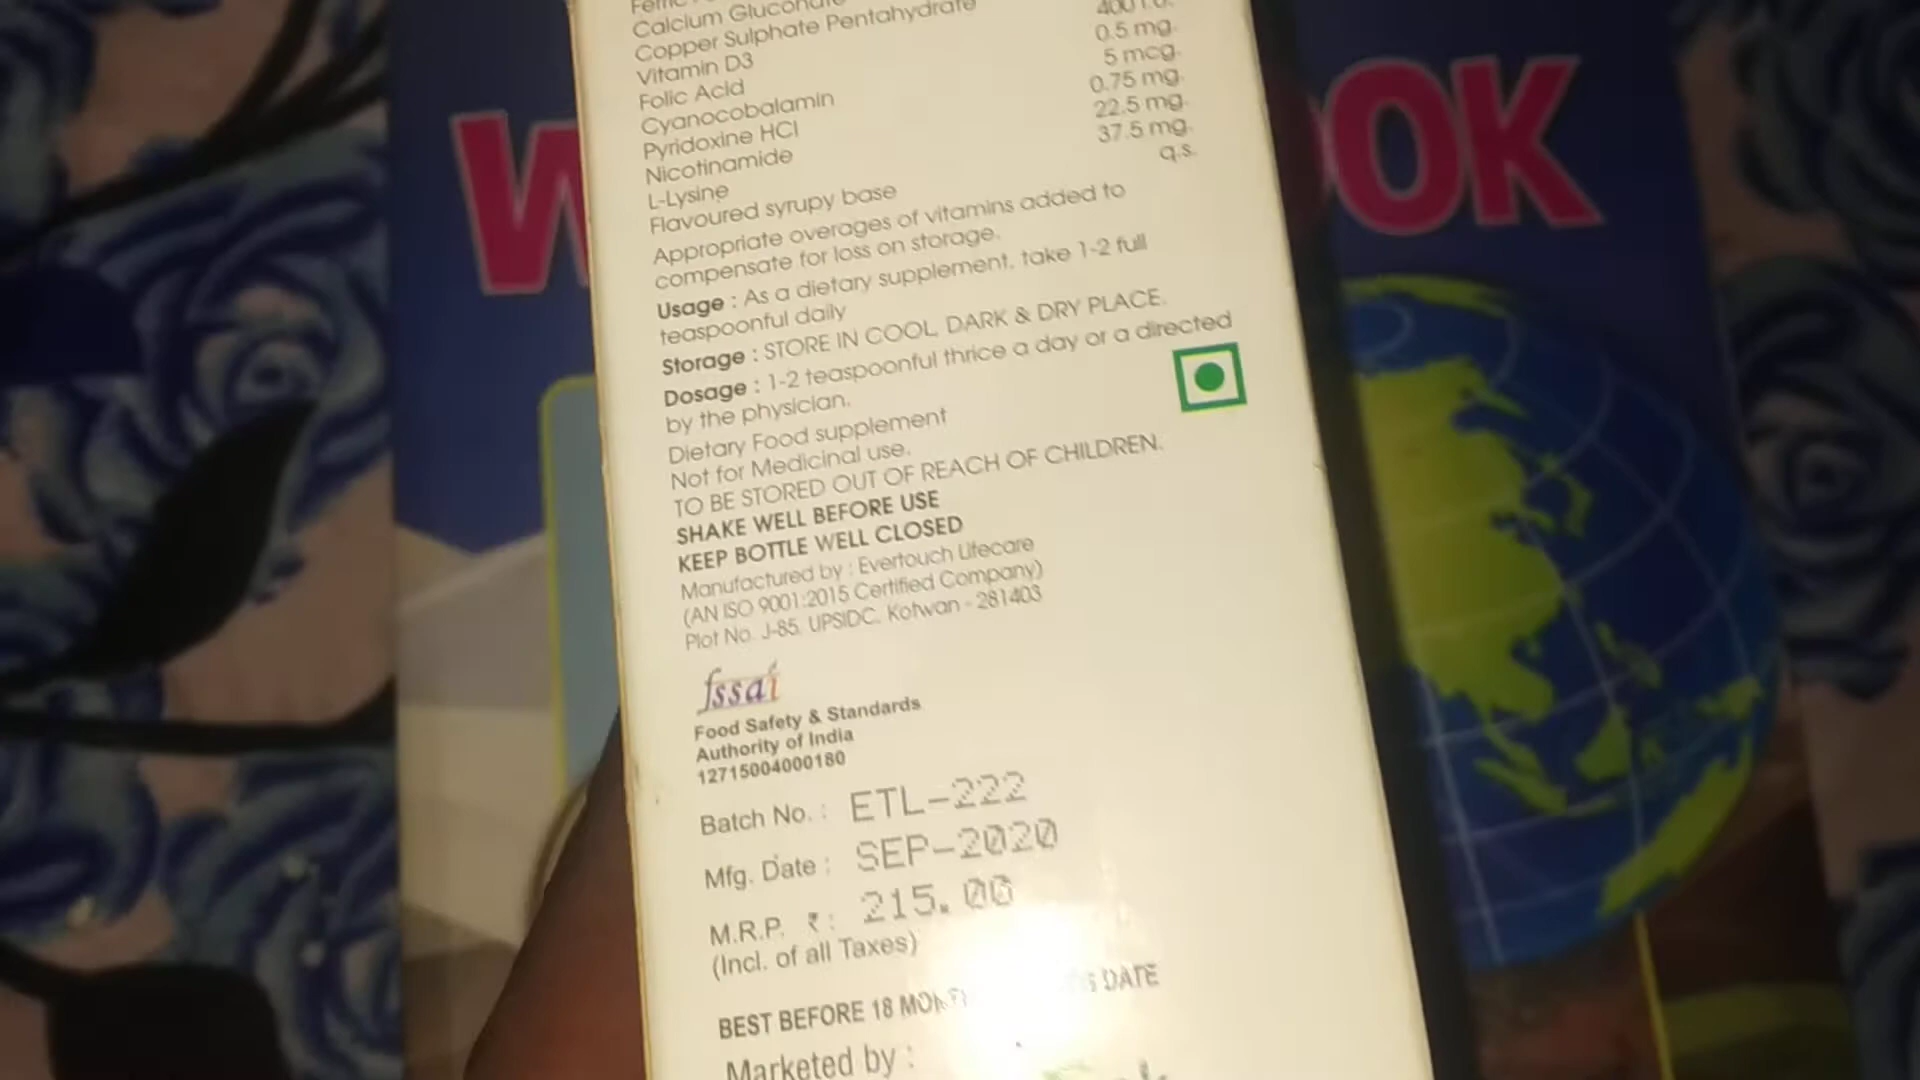 Calcium Gluconate
Copper Sulphate Pentahydrate
Vitamin D3 400 I.U.
Folic Acid 0.5 mg.
Cyanocobalamin 5 mcg.
Pyridoxine HCl 0.75 mg.
Nicotinamide 22.5 mg.
L-Lysine 37.5 mg.
Flavoured syrupy base q.s.
Appropriate overages of vitamins added to
compensate for loss on storage.
Usage : As a dietary supplement, take 1-2 full
teaspoonful daily
Storage : STORE IN COOL, DARK & DRY PLACE.
Dosage : 1-2 teaspoonful thrice a day or a directed
by the physician.
Dietary Food supplement
Not for Medicinal use.
TO BE STORED OUT OF REACH OF CHILDREN.
SHAKE WELL BEFORE USE
KEEP BOTTLE WELL CLOSED
Manufactured by : Evertouch Lifecare
(AN ISO 9001:2015 Certified Company)
Plot No. J-85, UPSIDC, Kotwan - 281403
fssai
Food Safety & Standards
Authority of India
12715004000180
Batch No. : ETL-222
Mfg. Date : SEP-2020
M.R.P. ₹ : 215.00
(Incl. of all Taxes)
BEST BEFORE 18 DATE
Marketed by :
W OK